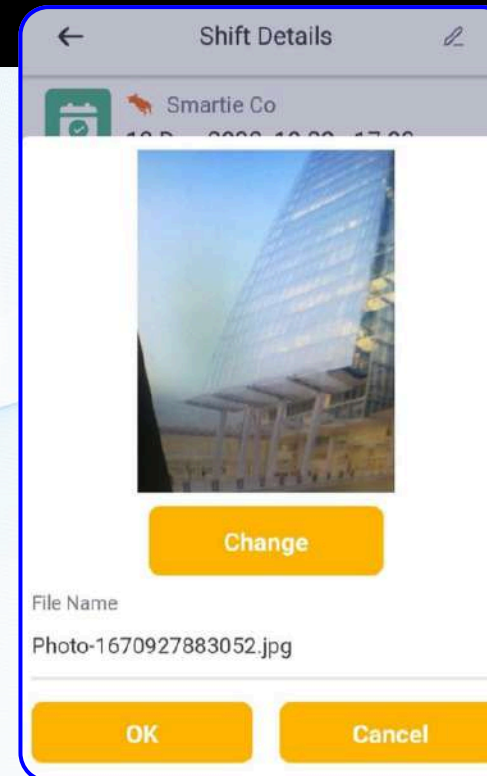 Shift Details
Smartie Co
Change
File Name
Photo-1670927883052.jpg
OK
Cancel